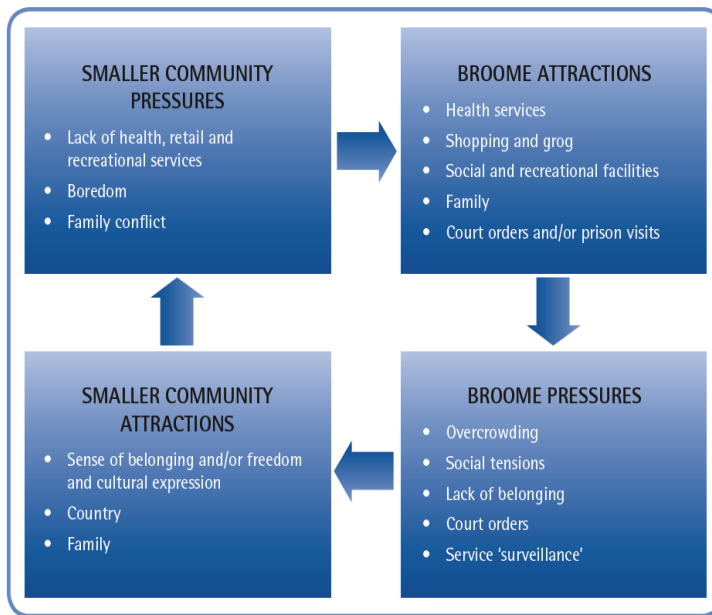 SMALLER COMMUNITY
PRESSURES
• Lack of health, retail and
recreational services
• Boredom
• Family conflict
BROOME ATTRACTIONS
• Health services
• Shopping and grog
• Social and recreational facilities
• Family
• Court orders and/or prison visits
SMALLER COMMUNITY
ATTRACTIONS
• Sense of belonging and/or freedom
and cultural expression
• Country
• Family
BROOME PRESSURES
• Overcrowding
• Social tensions
• Lack of belonging
• Court orders
• Service ‘surveillance’